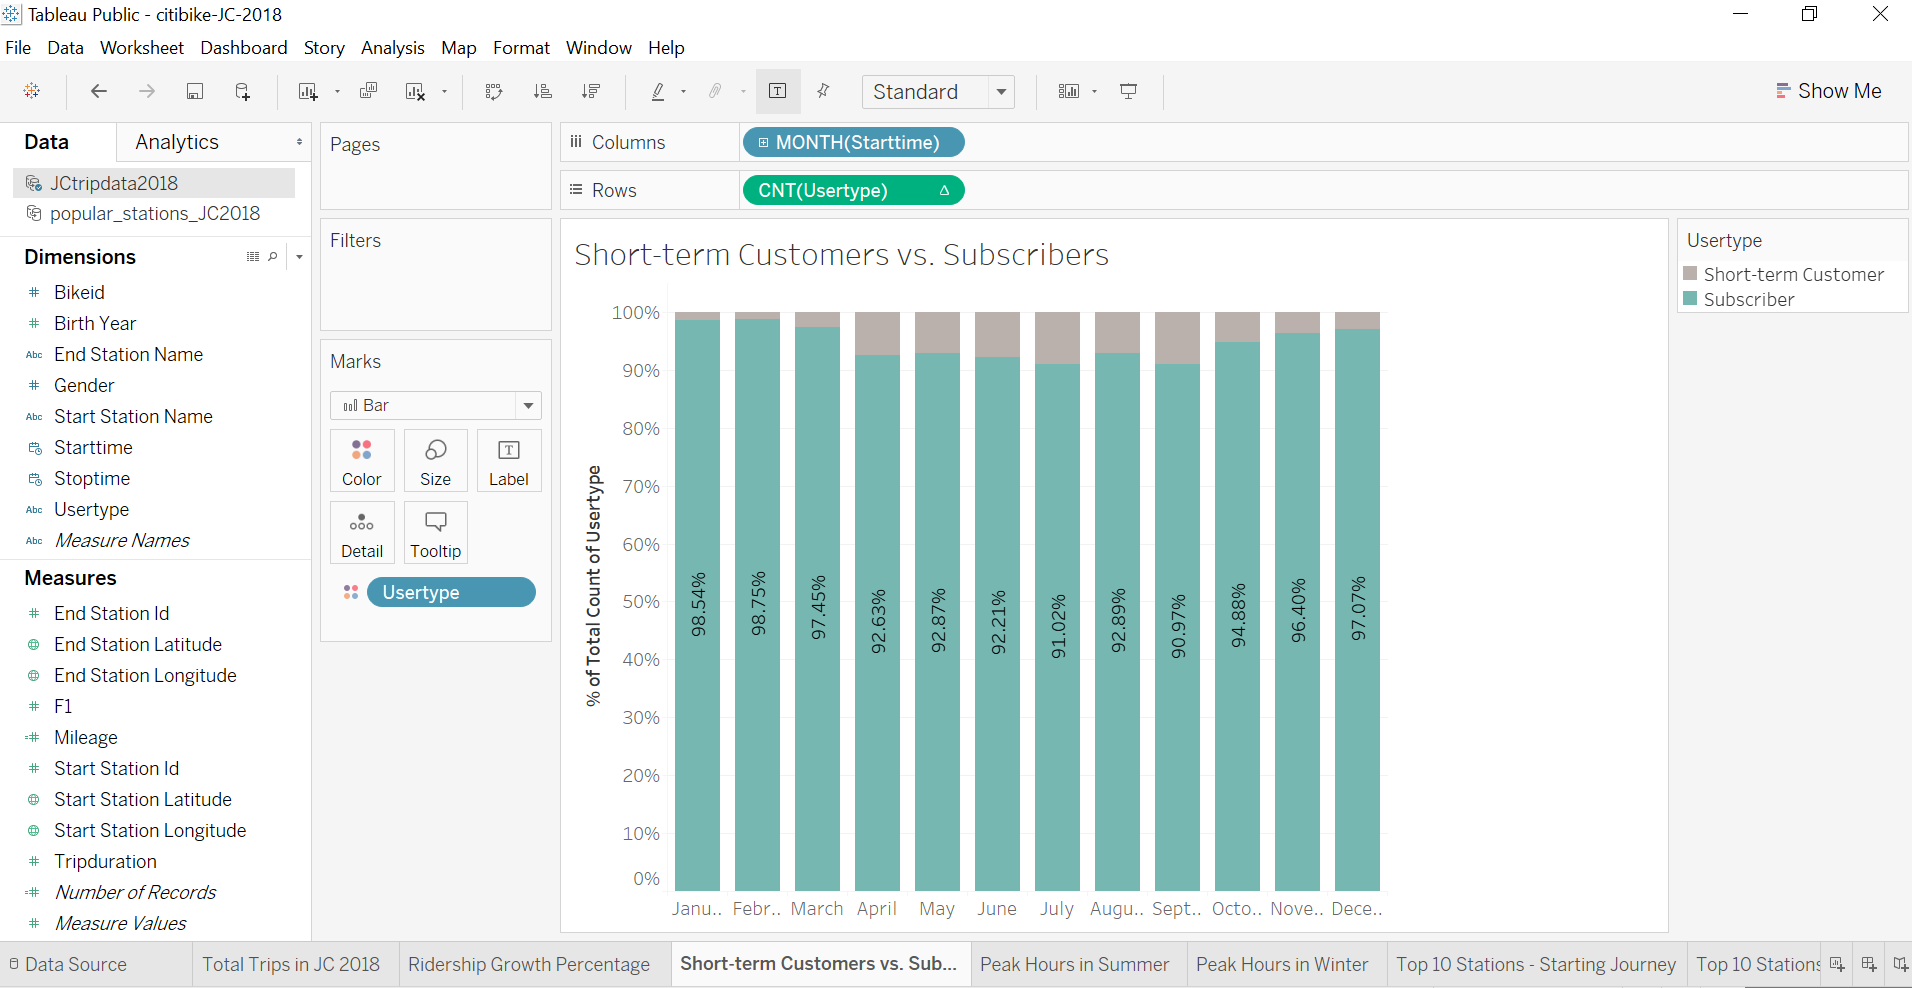 Tableau Public - citibike-JC-2018
File Data Worksheet Dashboard Story Analysis Map Format Window Help
Standard
Show Me
Data Analytics
JCtripdata2018
popular_stations_JC2018
Dimensions
# Bikeid
# Birth Year
Abc End Station Name
# Gender
Abc Start Station Name
Starttime
Stoptime
Abc Usertype
Abc Measure Names
Measures
# End Station Id
End Station Latitude
End Station Longitude
# F1
=# Mileage
# Start Station Id
Start Station Latitude
Start Station Longitude
# Tripduration
=# Number of Records
# Measure Values
Pages
Filters
Marks
Bar
Color Size Label
Detail Tooltip
Usertype
Columns MONTH(Starttime)
Rows CNT(Usertype) Δ
Short-term Customers vs. Subscribers
% of Total Count of Usertype
100%
90%
80%
70%
60%
50%
40%
30%
20%
10%
0%
98.54% 98.75% 97.45% 92.63% 92.87% 92.21% 91.02% 92.89% 90.97% 94.88% 96.40% 97.07%
Janu.. Febr.. March April May June July Augu.. Sept.. Octo.. Nove.. Dece..
Usertype
Short-term Customer
Subscriber
Data Source Total Trips in JC 2018 Ridership Growth Percentage Short-term Customers vs. Sub... Peak Hours in Summer Peak Hours in Winter Top 10 Stations - Starting Journey Top 10 Stations